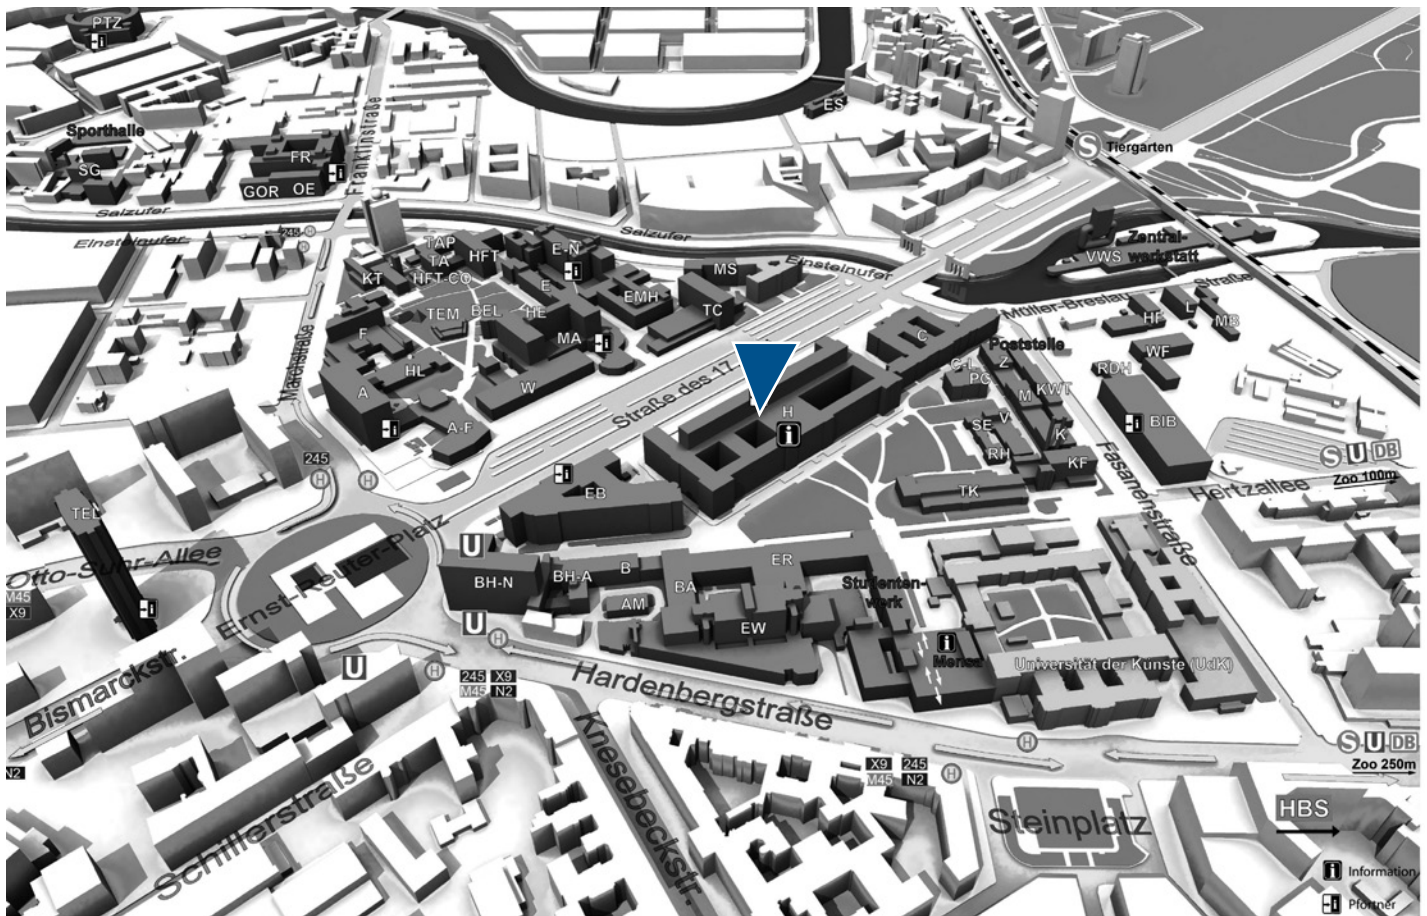 PTZ
ES
Sporthalle
Franklinstraße
S
Tiergarten
FR
SG
GOR
OE
Salzufer
Salzufer
Einsteinufer
245
H
H
TAP
TA
HFT
E-N
KT
HFT-CO
MS
Einsteinufer
VWS
Zentral-
werkstatt
E
EMH
Müller-Breslau
Straße
TEM
BEL
HE
TC
HF
L
MB
Marchstraße
F
MA
C
Poststelle
WF
HL
Z
C-L
PC
RDH
A
W
M
KWT
Straße des 17.
H
i
V
SE
BIB
A-F
K
RH
KF
245
H
H
EB
TK
S U DB
Zoo 100m
Hertzallee
Fasanenstraße
TEL
Ernst-Reuter-Platz
U
Otto-Suhr-Allee
BH-N
BH-A
B
BA
ER
Studenten-
werk
M45
X9
AM
EW
U
H
i
Mensa
Universität der Künste (UdK)
U
H
245 X9
M45 N2
Hardenbergstraße
Bismarckstr.
H
S U DB
Zoo 250m
N2
X9 245
M45 N2
H
Knesebeckstr.
Schillerstraße
Steinplatz
HBS
i Information
Pförtner